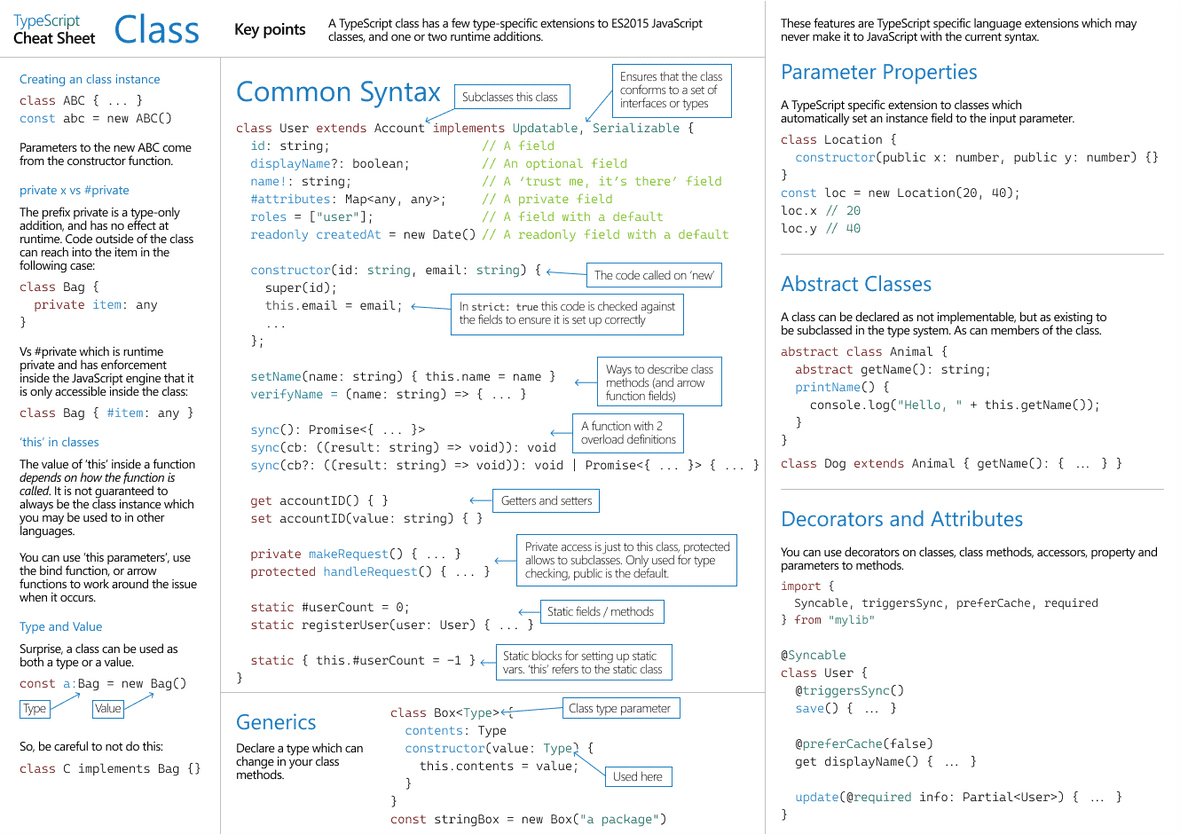 TypeScript
Cheat Sheet
Class
Key points
A TypeScript class has a few type-specific extensions to ES2015 JavaScript
classes, and one or two runtime additions.
Creating an class instance
class ABC { ... }
const abc = new ABC()
Parameters to the new ABC come
from the constructor function.
private x vs #private
The prefix private is a type-only
addition, and has no effect at
runtime. Code outside of the class
can reach into the item in the
following case:
class Bag {
  private item: any
}
Vs #private which is runtime
private and has enforcement
inside the JavaScript engine that it
is only accessible inside the class:
class Bag { #item: any }
‘this’ in classes
The value of ‘this’ inside a function
depends on how the function is
called. It is not guaranteed to
always be the class instance which
you may be used to in other
languages.
You can use ‘this parameters’, use
the bind function, or arrow
functions to work around the issue
when it occurs.
Type and Value
Surprise, a class can be used as
both a type or a value.
const a:Bag = new Bag()
Type
Value
So, be careful to not do this:
class C implements Bag {}
Common Syntax
Subclasses this class
Ensures that the class
conforms to a set of
interfaces or types
class User extends Account implements Updatable, Serializable {
  id: string; // A field
  displayName?: boolean; // An optional field
  name!: string; // A ‘trust me, it’s there’ field
  #attributes: Map<any, any>; // A private field
  roles = ["user"]; // A field with a default
  readonly createdAt = new Date() // A readonly field with a default
  constructor(id: string, email: string) {
The code called on ‘new’
    super(id);
    this.email = email;
In strict: true this code is checked against
the fields to ensure it is set up correctly
    ...
  };
  setName(name: string) { this.name = name }
  verifyName = (name: string) => { ... }
Ways to describe class
methods (and arrow
function fields)
  sync(): Promise<{ ... }>
  sync(cb: ((result: string) => void)): void
  sync(cb?: ((result: string) => void)): void | Promise<{ ... }> { ... }
A function with 2
overload definitions
  get accountID() { }
  set accountID(value: string) { }
Getters and setters
  private makeRequest() { ... }
  protected handleRequest() { ... }
Private access is just to this class, protected
allows to subclasses. Only used for type
checking, public is the default.
  static #userCount = 0;
  static registerUser(user: User) { ... }
Static fields / methods
  static { this.#userCount = -1 }
Static blocks for setting up static
vars. ‘this’ refers to the static class
}
Generics
Declare a type which can
change in your class
methods.
class Box<Type> {
Class type parameter
  contents: Type
  constructor(value: Type) {
    this.contents = value;
Used here
  }
}
const stringBox = new Box("a package")
These features are TypeScript specific language extensions which may
never make it to JavaScript with the current syntax.
Parameter Properties
A TypeScript specific extension to classes which
automatically set an instance field to the input parameter.
class Location {
  constructor(public x: number, public y: number) {}
}
const loc = new Location(20, 40);
loc.x // 20
loc.y // 40
Abstract Classes
A class can be declared as not implementable, but as existing to
be subclassed in the type system. As can members of the class.
abstract class Animal {
  abstract getName(): string;
  printName() {
    console.log("Hello, " + this.getName());
  }
}
class Dog extends Animal { getName(): { ... } }
Decorators and Attributes
You can use decorators on classes, class methods, accessors, property and
parameters to methods.
import {
  Syncable, triggersSync, preferCache, required
} from "mylib"
@Syncable
class User {
  @triggersSync()
  save() { ... }
  @preferCache(false)
  get displayName() { ... }
  update(@required info: Partial<User>) { ... }
}